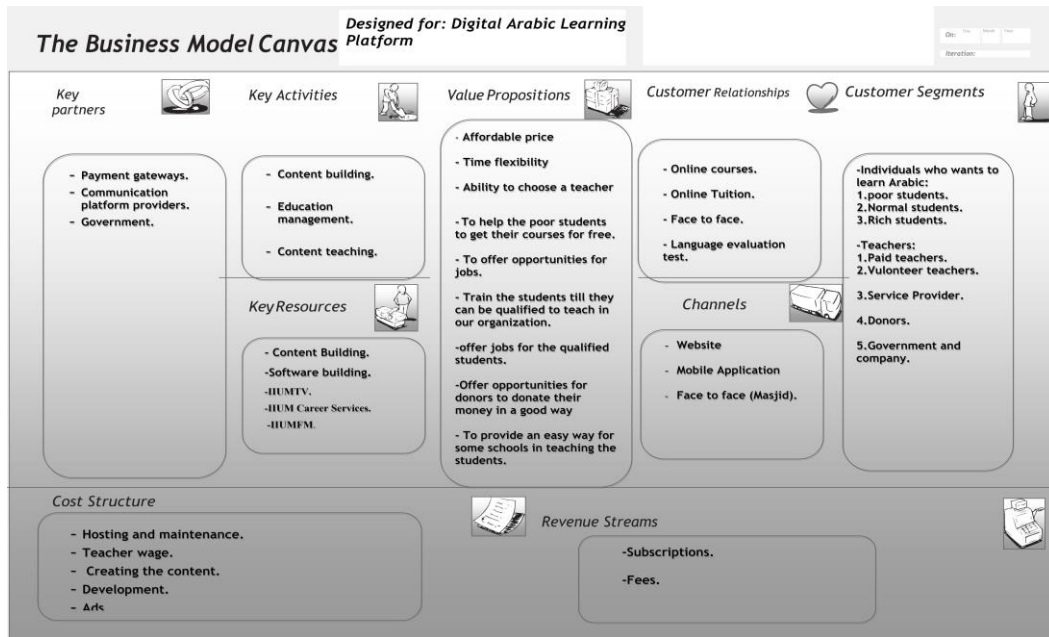 The Business Model Canvas
Designed for: Digital Arabic Learning
Platform
On:
Day
Month
Year
Iteration:
Key
partners
- Payment gateways.
- Communication
platform providers.
- Government.
Key Activities
- Content building.
- Education
management.
- Content teaching.
Key Resources
- Content Building.
-Software building.
-IIUMTV.
-IIUM Career Services.
-IIUMFM.
Value Propositions
- Affordable price
- Time flexibility
- Ability to choose a teacher
- To help the poor students
to get their courses for free.
- To offer opportunities for
jobs.
- Train the students till they
can be qualified to teach in
our organization.
-offer jobs for the qualified
students.
-Offer opportunities for
donors to donate their
money in a good way
- To provide an easy way for
some schools in teaching the
students.
Customer Relationships
- Online courses.
- Online Tuition.
- Face to face.
- Language evaluation
test.
Channels
- Website
- Mobile Application
- Face to face (Masjid).
Customer Segments
-Individuals who wants to
learn Arabic:
1.poor students.
2.Normal students.
3.Rich students.
-Teachers:
1.Paid teachers.
2.Vulonteer teachers.
3.Service Provider.
4.Donors.
5.Government and
company.
Cost Structure
- Hosting and maintenance.
- Teacher wage.
- Creating the content.
- Development.
- Ads
Revenue Streams
-Subscriptions.
-Fees.